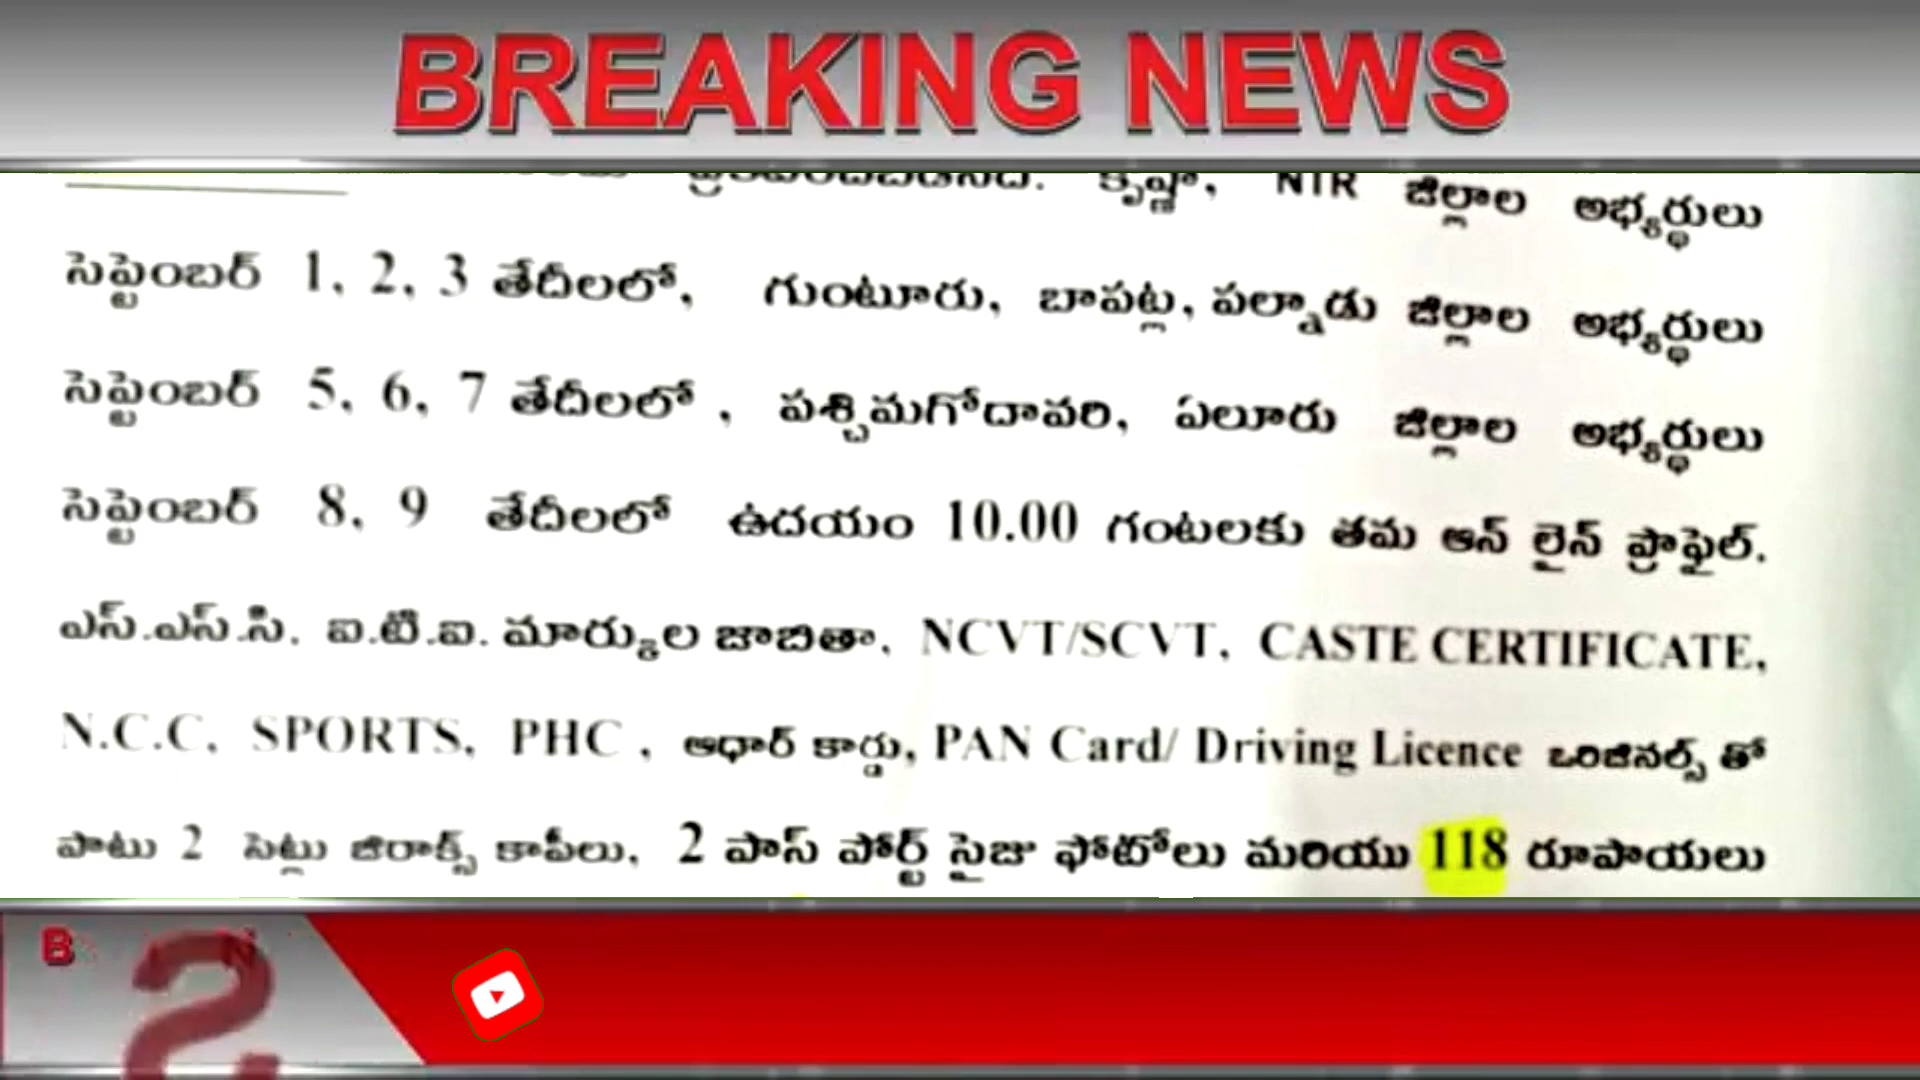 BREAKING NEWS
కృష్ణా, NTR జిల్లాల అభ్యర్థులు
సెప్టెంబర్ 1, 2, 3 తేదీలలో, గుంటూరు, బాపట్ల, పల్నాడు జిల్లాల అభ్యర్థులు
సెప్టెంబర్ 5, 6, 7 తేదీలలో , పశ్చిమగోదావరి, ఏలూరు జిల్లాల అభ్యర్థులు
సెప్టెంబర్ 8, 9 తేదీలలో ఉదయం 10.00 గంటలకు తమ ఆన్ లైన్ ప్రొఫైల్.
ఎస్.ఎస్.సి, ఐ.టి.ఐ. మార్కుల జాబితా, NCVT/SCVT, CASTE CERTIFICATE,
N.C.C, SPORTS, PHC , ఆధార్ కార్డు, PAN Card/ Driving Licence ఒరిజినల్స్ తో
పాటు 2 సెట్లు జిరాక్స్ కాపీలు, 2 పాస్ పోర్ట్ సైజు ఫోటోలు మరియు 118 రూపాయలు